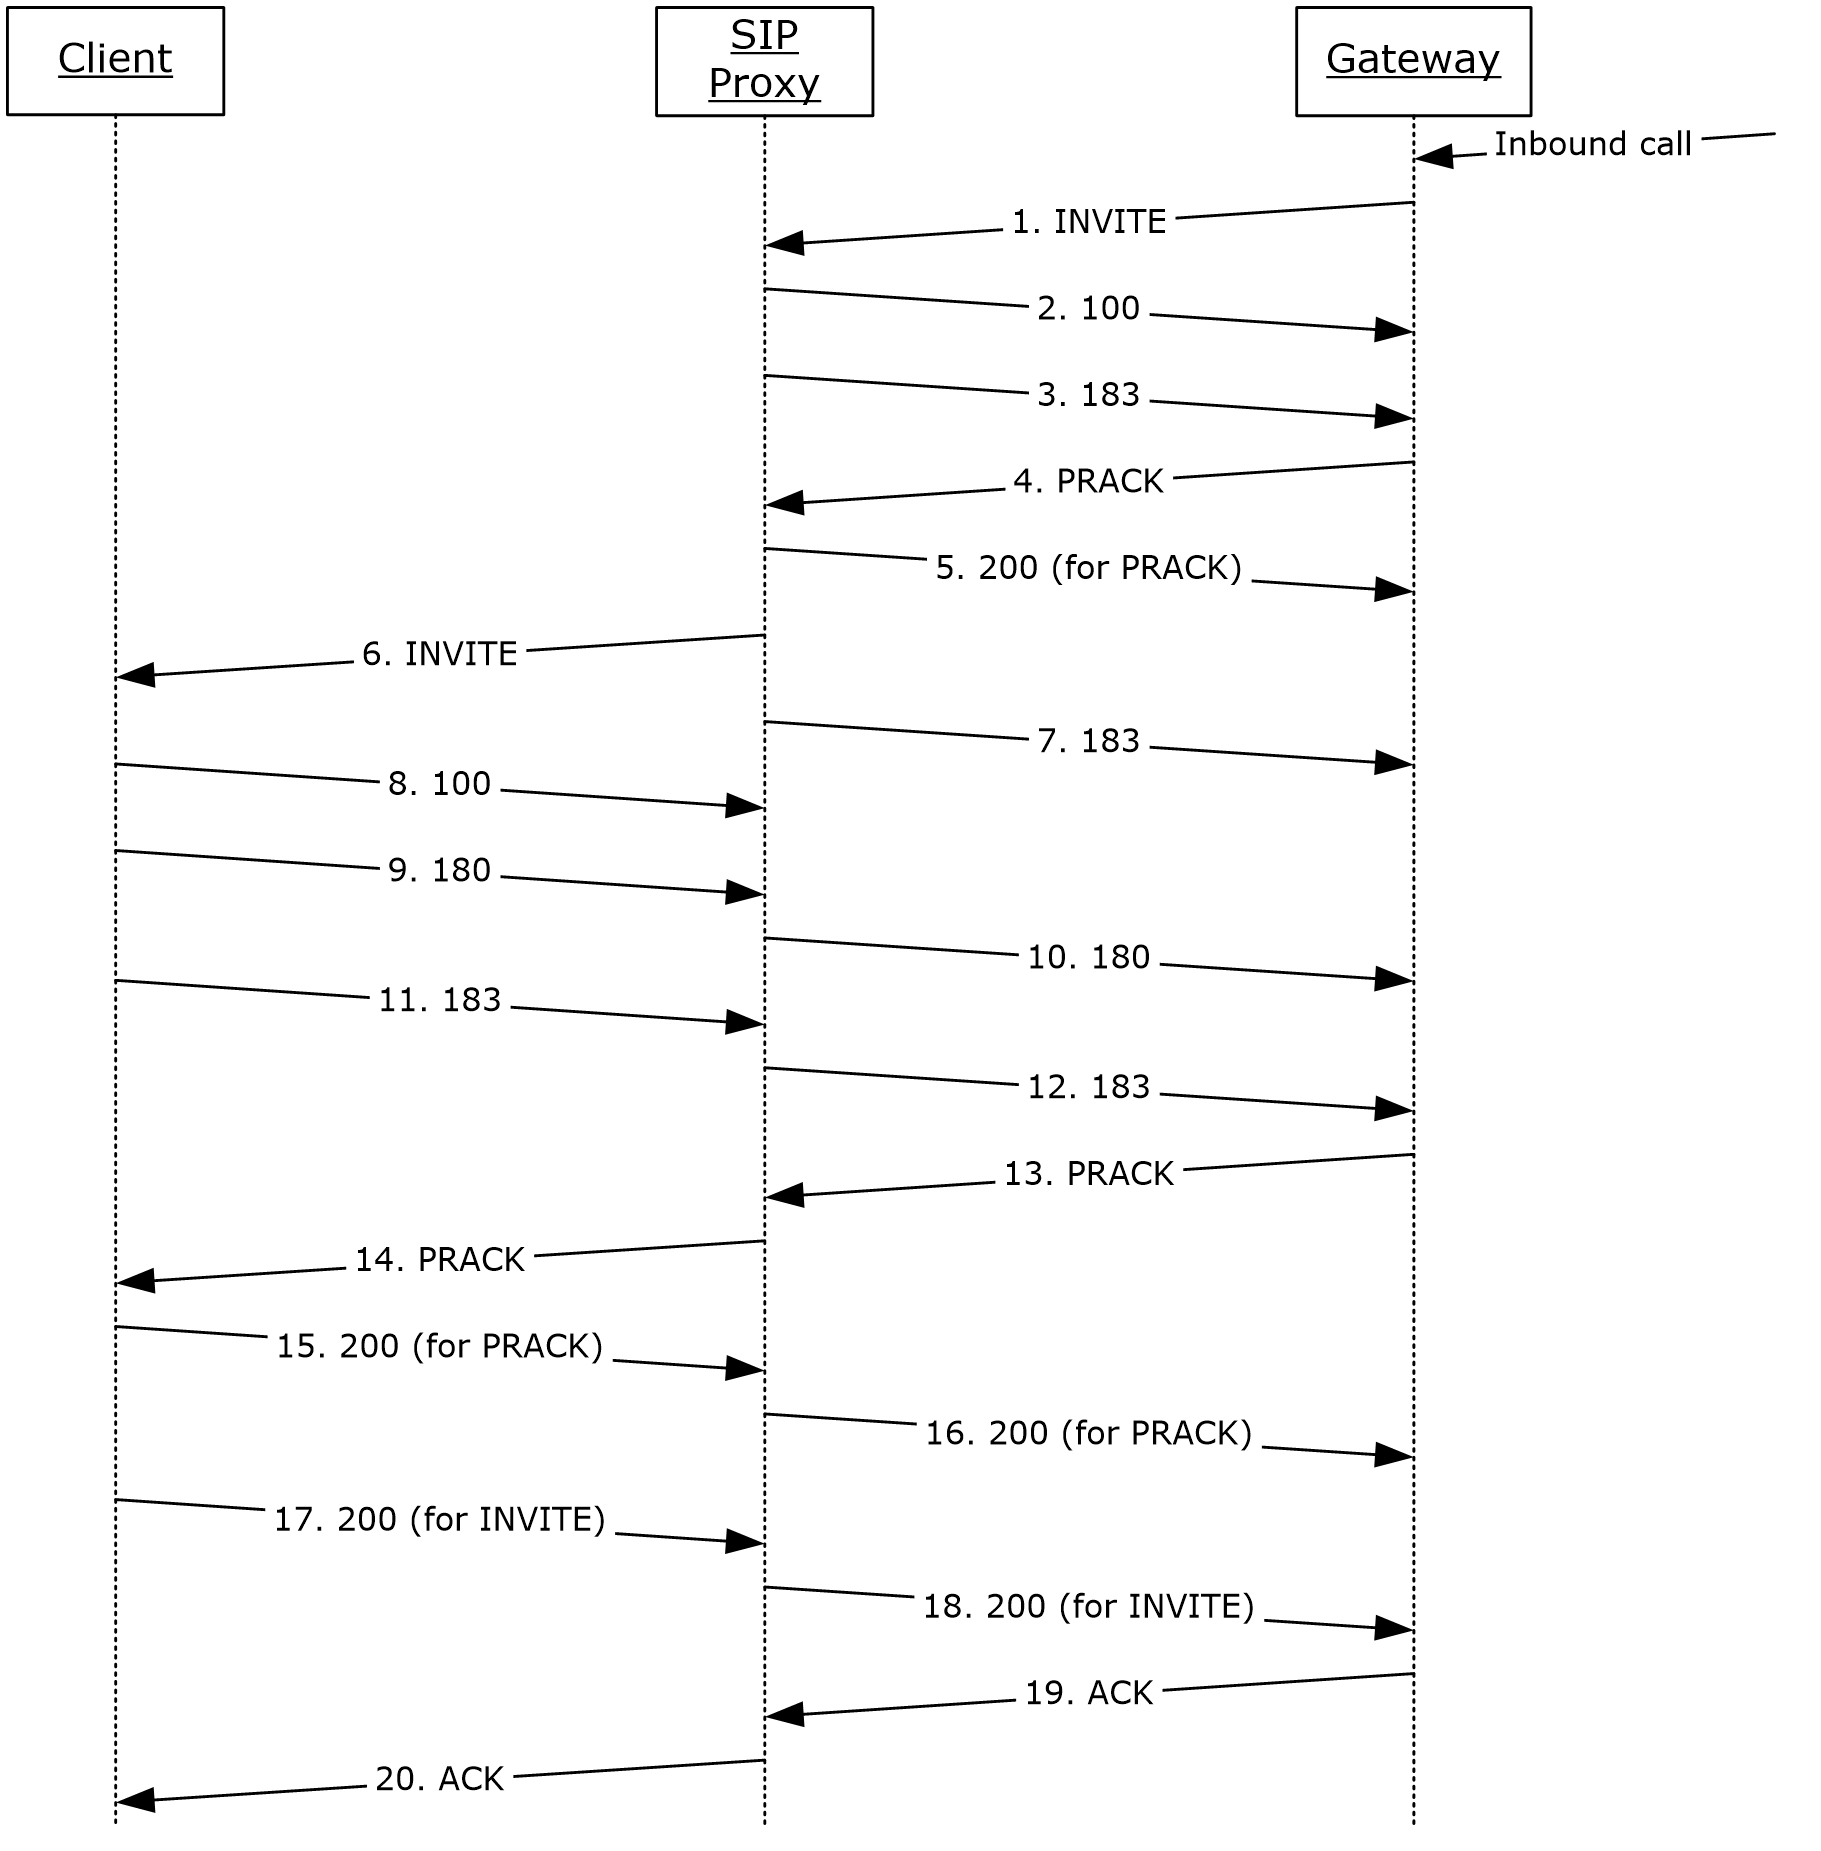 Client
SIP
Proxy
Gateway
Inbound call
1. INVITE
2. 100
3. 183
4. PRACK
5. 200 (for PRACK)
6. INVITE
7. 183
8. 100
9. 180
10. 180
11. 183
12. 183
13. PRACK
14. PRACK
15. 200 (for PRACK)
16. 200 (for PRACK)
17. 200 (for INVITE)
18. 200 (for INVITE)
19. ACK
20. ACK